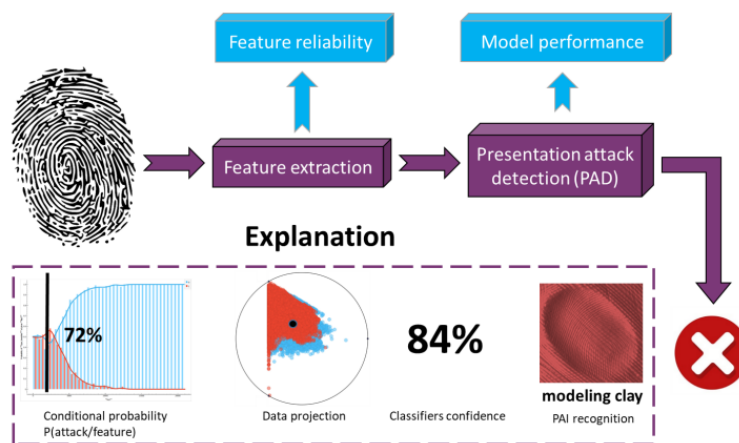 Feature reliability
Model performance
Feature extraction
Presentation attack
detection (PAD)
Explanation
72%
84%
modeling clay
Conditional probability
P(attack/feature)
Data projection
Classifiers confidence
PAI recognition